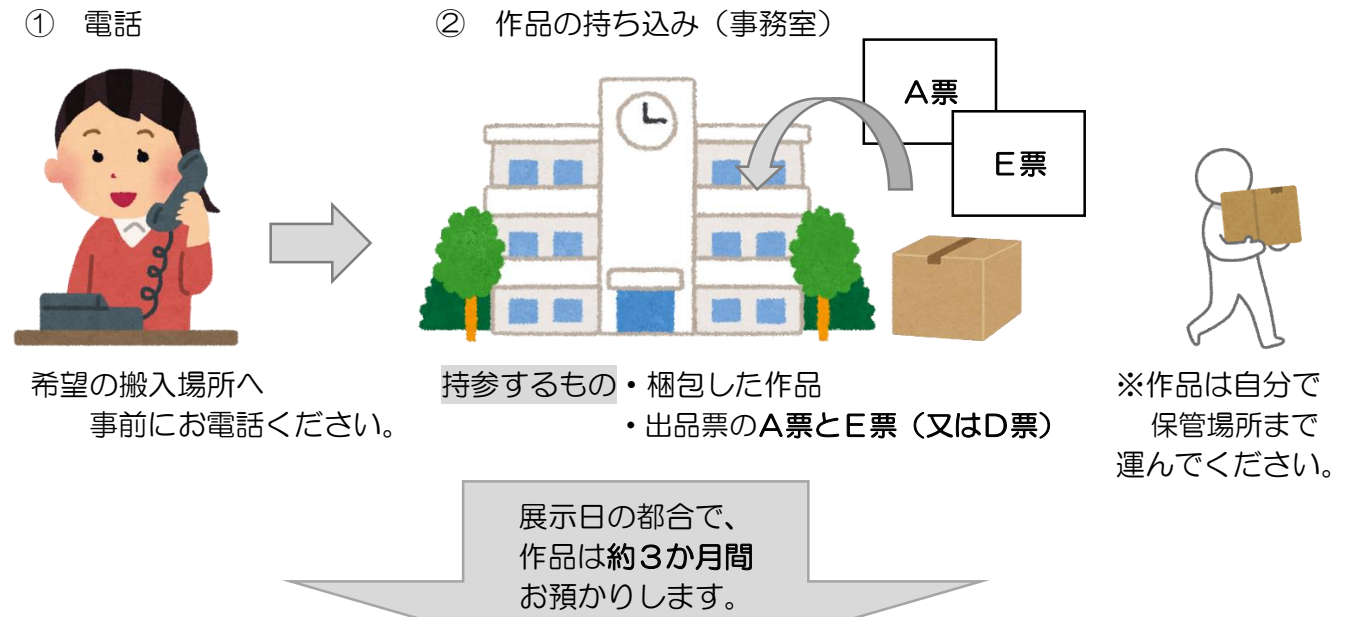 ① 電話
② 作品の持ち込み（事務室）
A票
E票
希望の搬入場所へ
事前にお電話ください。
持参するもの・梱包した作品
・出品票のA票とE票（又はD票）
※作品は自分で
保管場所まで
運んでください。
展示日の都合で、
作品は約３か月間
お預かりします。